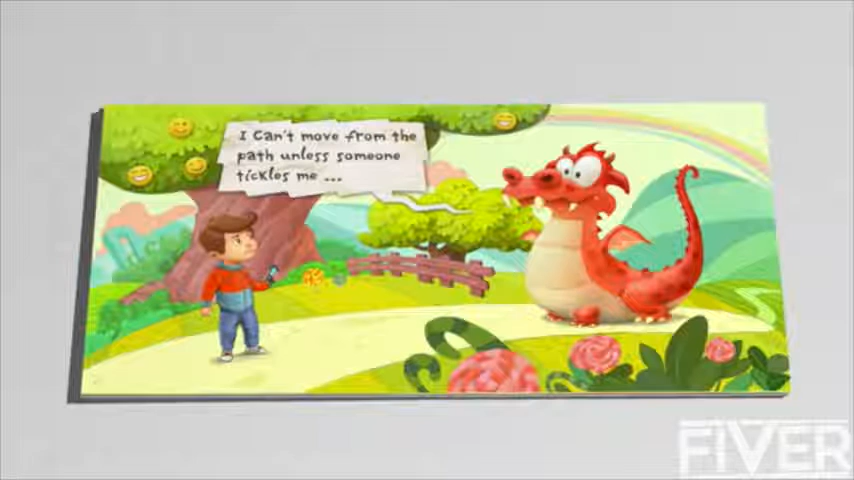 I Can't move from the
path unless someone
tickles me ...
FIVER